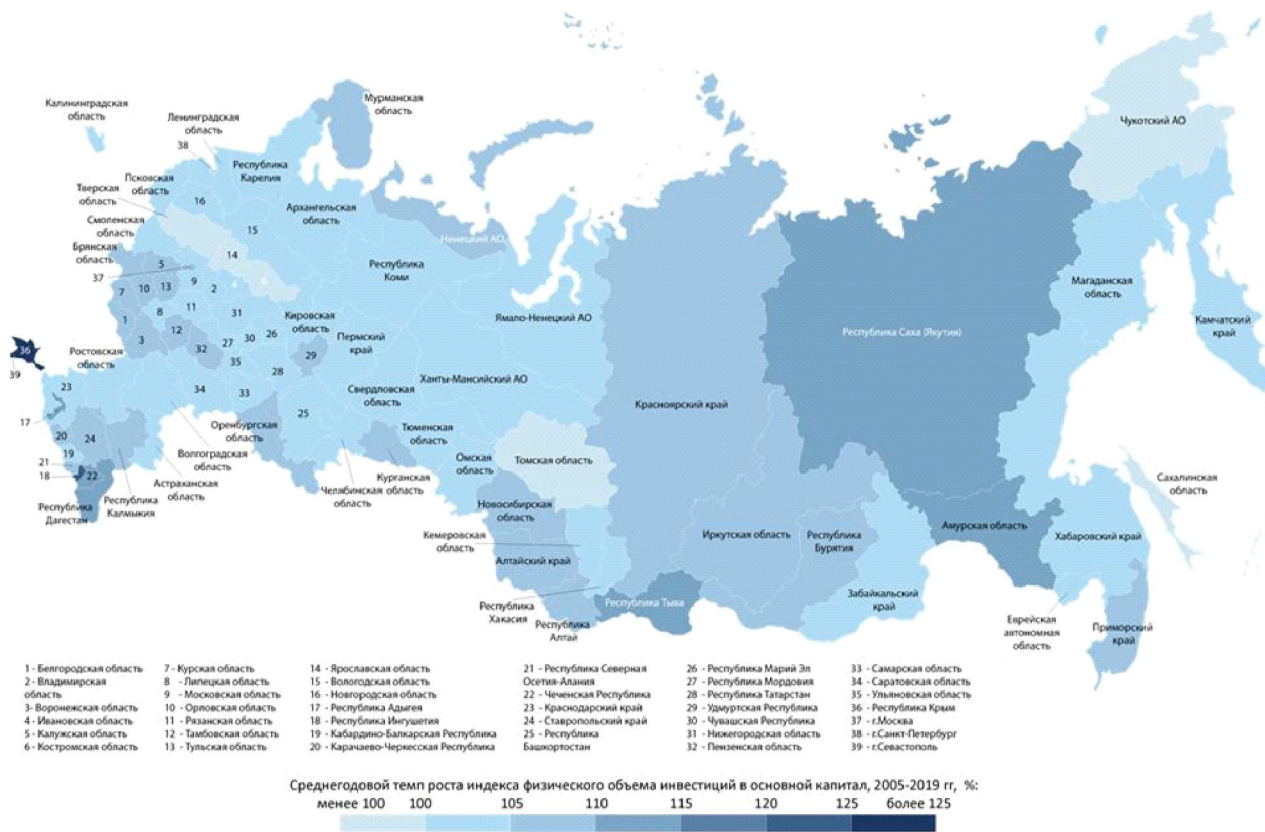 Калининградская
область
Ленинградская
область
38
Мурманская
область
Чукотский АО
Псковская
область
Республика
Карелия
Тверская
область
16
Смоленская
область
Архангельская
область
15
Брянская
область
Ненецкий АО
14
37
5
Республика
Коми
6
7
10
13
9
2
Магаданская
область
8
11
31
Кировская
область
Ямало-Ненецкий АО
Камчатский
край
1
12
Пермский
край
Республика Саха (Якутия)
3
32
27
30
26
29
36
39
Ростовская
область
35
28
23
34
33
Свердловская
область
Ханты-Мансийский АО
17
25
Красноярский край
20
24
Оренбургская
область
Тюменская
область
19
Волгоградская
область
Омская
область
Томская область
21
18
22
Астраханская
область
Челябинская
область
Курганская
область
Сахалинская
область
Республика
Дагестан
Республика
Калмыкия
Новосибирская
область
Кемеровская
область
Иркутская область
Республика
Бурятия
Амурская область
Хабаровский край
Алтайский край
Забайкальский
край
Республика
Хакасия
Республика Тыва
Республика
Алтай
Еврейская
автономная
область
Приморский
край
1 - Белгородская область
2 - Владимирская
область
3- Воронежская область
4 - Ивановская область
5 - Калужская область
6 - Костромская область
7 - Курская область
8 - Липецкая область
9 - Московская область
10 - Орловская область
11 - Рязанская область
12 - Тамбовская область
13 - Тульская область
14 - Ярославская область
15 - Вологодская область
16 - Новгородская область
17 - Республика Адыгея
18 - Республика Ингушетия
19 - Кабардино-Балкарская Республика
20 - Карачаево-Черкесская Республика
21 - Республика Северная
Осетия-Алания
22 - Чеченская Республика
23 - Краснодарский край
24 - Ставропольский край
25 - Республика
Башкортостан
26 - Республика Марий Эл
27 - Республика Мордовия
28 - Республика Татарстан
29 - Удмуртская Республика
30 - Чувашская Республика
31 - Нижегородская область
32 - Пензенская область
33 - Самарская область
34 - Саратовская область
35 - Ульяновская область
36 - Республика Крым
37 - г.Москва
38 - г.Санкт-Петербург
39 - г.Севастополь
Среднегодовой темп роста индекса физического объема инвестиций в основной капитал, 2005-2019 гг, %:
менее 100 100 105 110 115 120 125 более 125